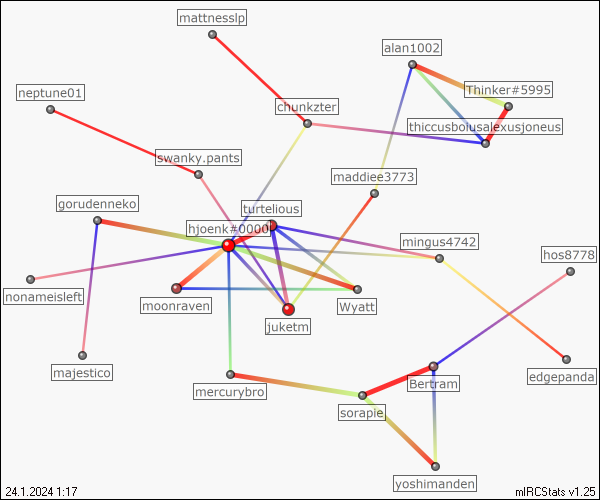 mattnesslp
alan1002
neptune01
Thinker#5995
chunkzter
thiccusbolusalexusjoneus
swanky.pants
maddiee3773
gorudenneko
turtelious
hjoenk#0000
mingus4742
hos8778
nonameisleft
moonraven
Wyatt
juketm
majestico
edgepanda
Bertram
mercurybro
sorapie
yoshimanden
24.1.2024 1:17
mIRCStats v1.25